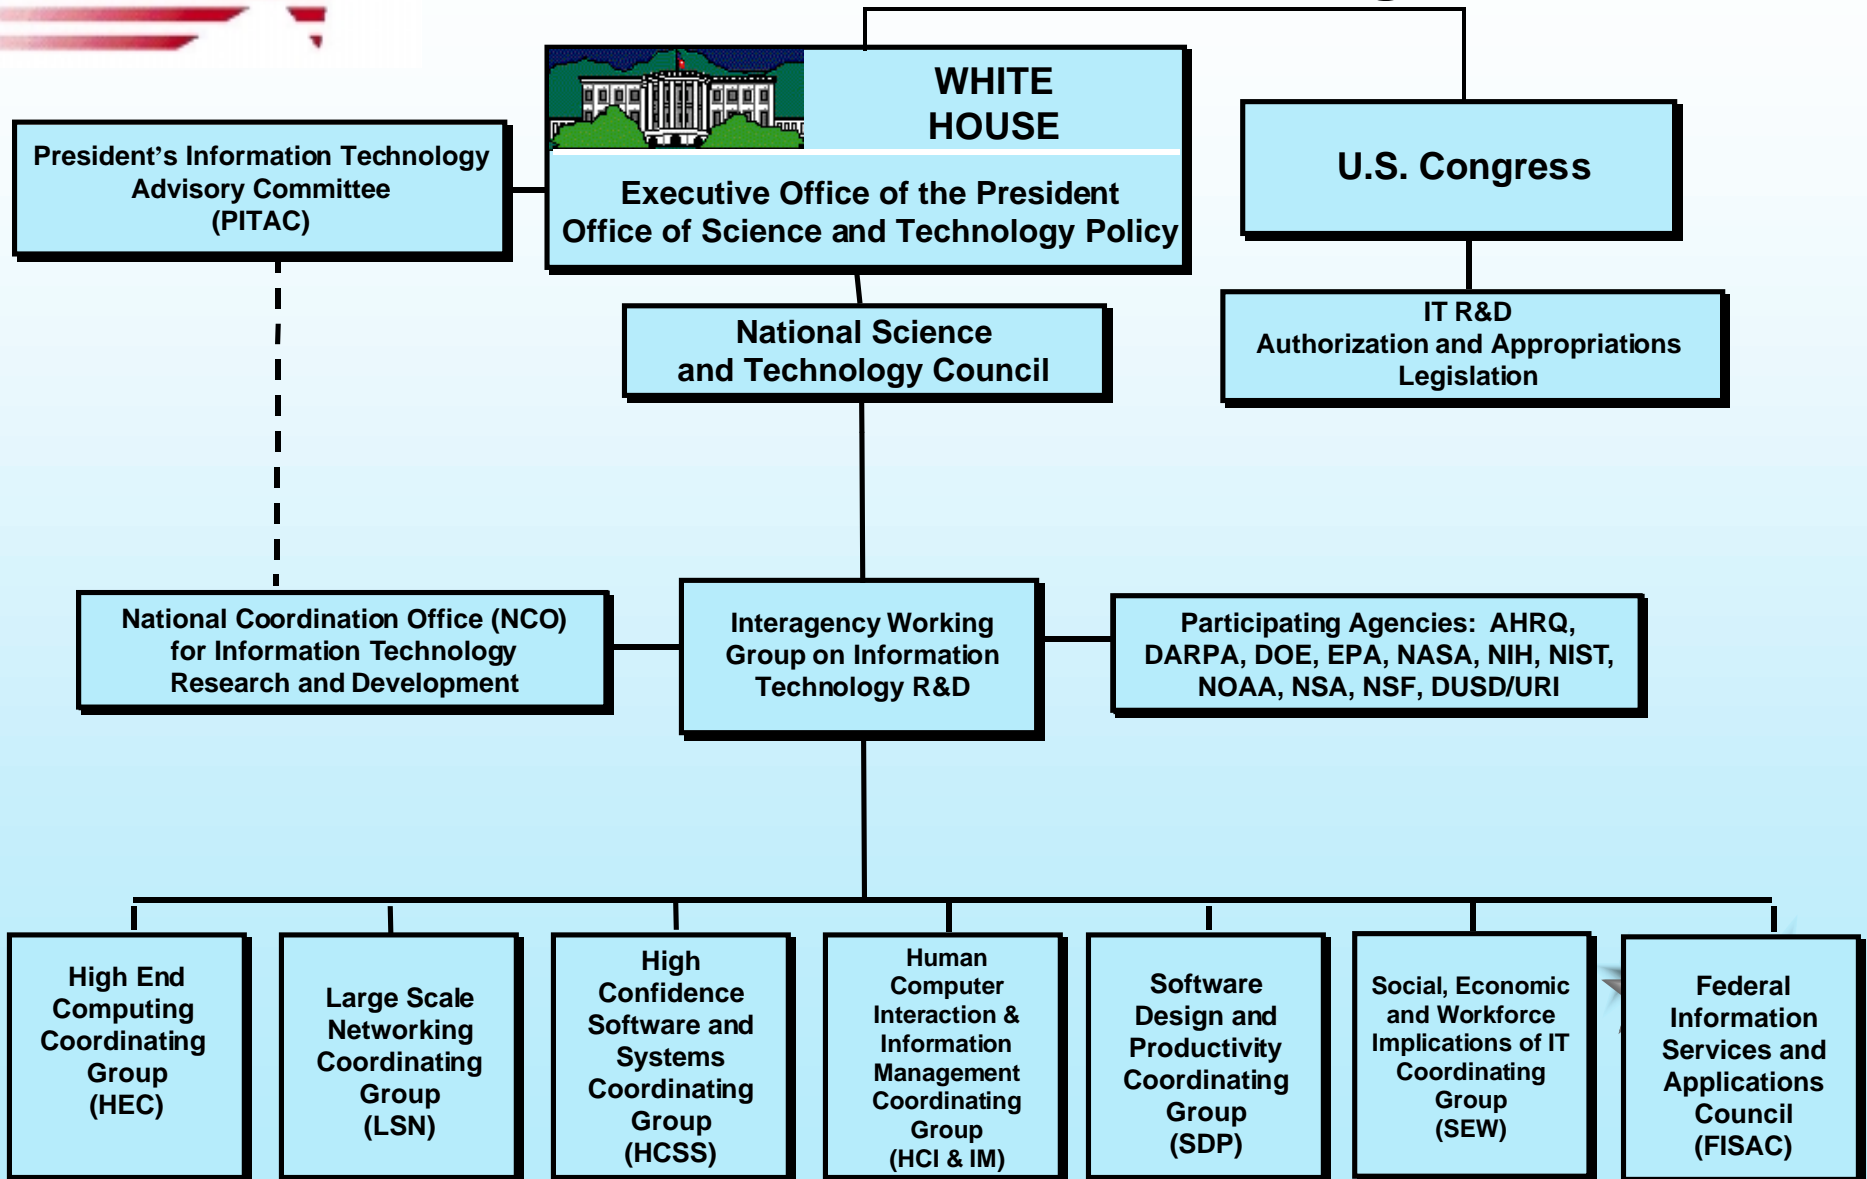 WHITE
HOUSE
Executive Office of the President
Office of Science and Technology Policy
President’s Information Technology
Advisory Committee
(PITAC)
U.S. Congress
National Science
and Technology Council
IT R&D
Authorization and Appropriations
Legislation
National Coordination Office (NCO)
for Information Technology
Research and Development
Interagency Working
Group on Information
Technology R&D
Participating Agencies: AHRQ,
DARPA, DOE, EPA, NASA, NIH, NIST,
NOAA, NSA, NSF, DUSD/URI
High End
Computing
Coordinating
Group
(HEC)
Large Scale
Networking
Coordinating
Group
(LSN)
High
Confidence
Software and
Systems
Coordinating
Group
(HCSS)
Human
Computer
Interaction &
Information
Management
Coordinating
Group
(HCI & IM)
Software
Design and
Productivity
Coordinating
Group
(SDP)
Social, Economic
and Workforce
Implications of IT
Coordinating
Group
(SEW)
Federal
Information
Services and
Applications
Council
(FISAC)